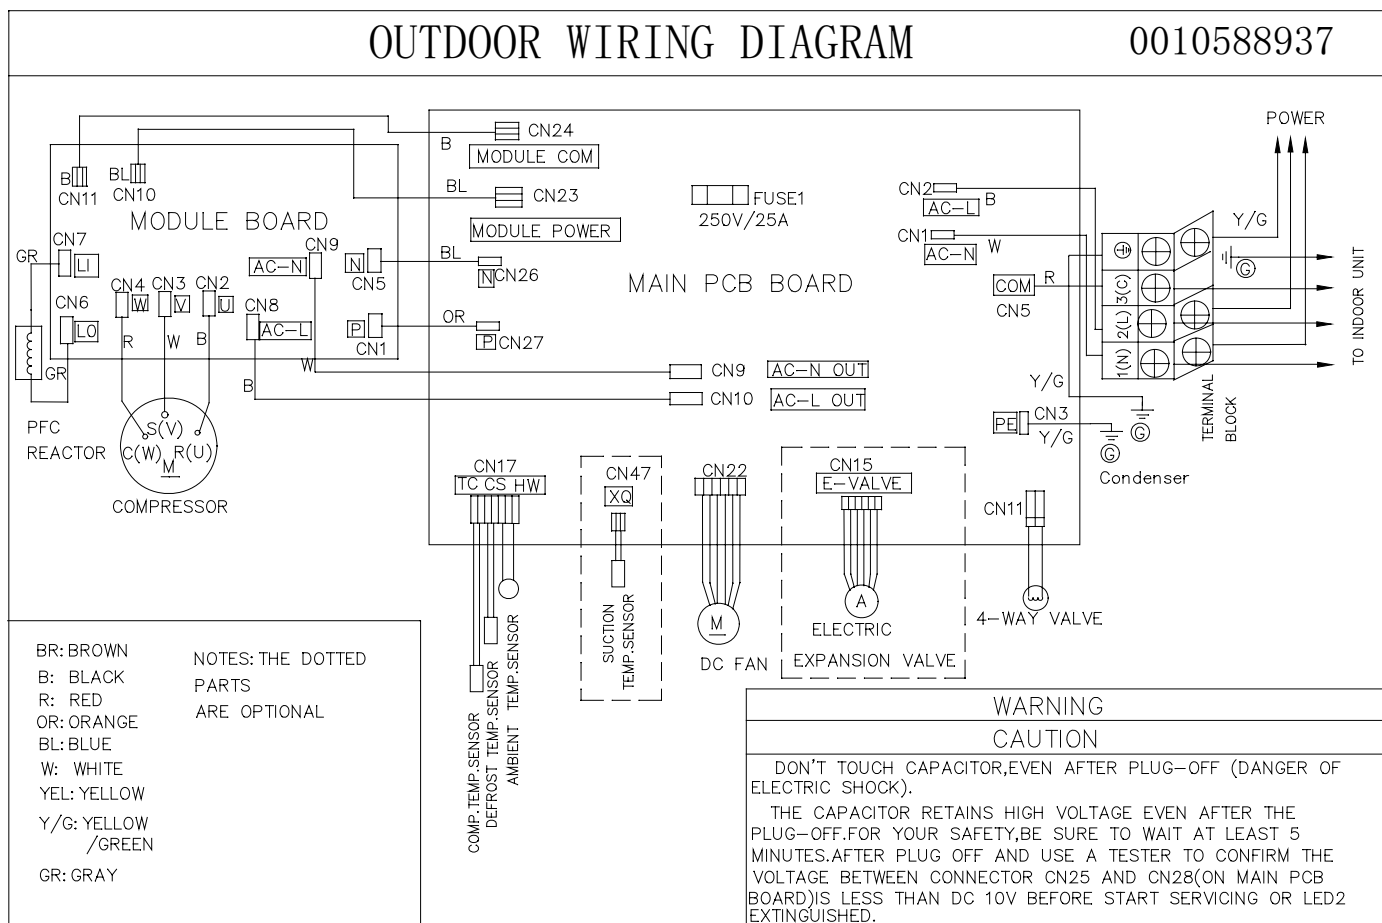 OUTDOOR WIRING DIAGRAM 0010588937
POWER
B
CN24
MODULE COM
B
CN11
BL
CN10
BL
CN23
MODULE POWER
FUSE1
250V/25A
CN2
AC-L
B
CN1
AC-N
W
Y/G
G
MODULE BOARD
MAIN PCB BOARD
GR
CN7
LI
CN6
LO
GR
CN4
W
CN3
V
CN2
U
R
W
B
CN9
AC-N
CN8
AC-L
N
CN5
P
CN1
BL
N
CN26
OR
P
CN27
W
B
CN9
AC-N OUT
CN10
AC-L OUT
COM
CN5
R
3(C)
2(L)
1(N)
TO INDOOR UNIT
TERMINAL
BLOCK
Y/G
G
PE
CN3
Y/G
G
Condenser
PFC
REACTOR
S(V)
C(W)
R(U)
M
COMPRESSOR
CN17
TC CS HW
COMP.TEMP.SENSOR
DEFROST TEMP.SENSOR
AMBIENT TEMP.SENSOR
CN47
XQ
SUCTION
TEMP.SENSOR
CN22
M
DC FAN
CN15
E-VALVE
A
ELECTRIC
EXPANSION VALVE
CN11
4-WAY VALVE
BR: BROWN
B: BLACK
R: RED
OR: ORANGE
BL: BLUE
W: WHITE
YEL: YELLOW
Y/G: YELLOW
/GREEN
GR: GRAY
NOTES: THE DOTTED
PARTS
ARE OPTIONAL
WARNING
CAUTION
DON'T TOUCH CAPACITOR,EVEN AFTER PLUG-OFF (DANGER OF
ELECTRIC SHOCK).
THE CAPACITOR RETAINS HIGH VOLTAGE EVEN AFTER THE
PLUG-OFF.FOR YOUR SAFETY,BE SURE TO WAIT AT LEAST 5
MINUTES.AFTER PLUG OFF AND USE A TESTER TO CONFIRM THE
VOLTAGE BETWEEN CONNECTOR CN25 AND CN28(ON MAIN PCB
BOARD)IS LESS THAN DC 10V BEFORE START SERVICING OR LED2
EXTINGUISHED.